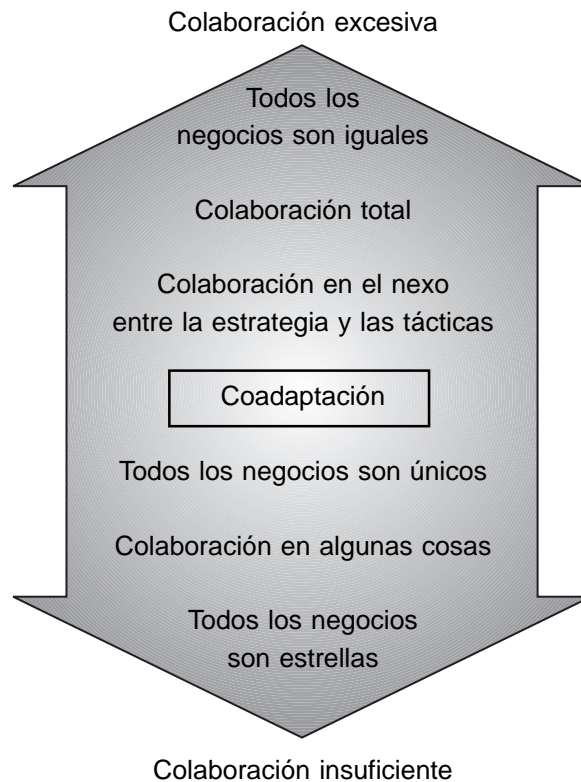 Colaboración excesiva
Todos los
negocios son iguales
Colaboración total
Colaboración en el nexo
entre la estrategia y las tácticas
Coadaptación
Todos los negocios son únicos
Colaboración en algunas cosas
Todos los negocios
son estrellas
Colaboración insuficiente